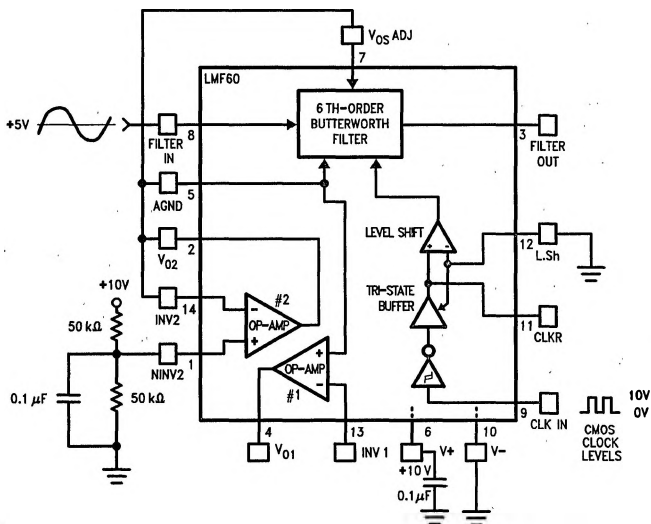 VOS ADJ
7
LMF60
6 TH-ORDER
BUTTERWORTH
FILTER
+5V
8
FILTER
IN
3
FILTER
OUT
5
AGND
LEVEL SHIFT
+ -
12
L.Sh
2
VO2
+10V
TRI-STATE
BUFFER
50 kΩ
14
INV2
-
#2
OP-AMP
+
11
CLKR
1
NINV2
+
OP-AMP
-
#1
0.1 µF
50 kΩ
9
CLK IN
10V
0V
CMOS
CLOCK
LEVELS
4
VO1
13
INV 1
6
V+
+10 V
0.1µF
10
V-